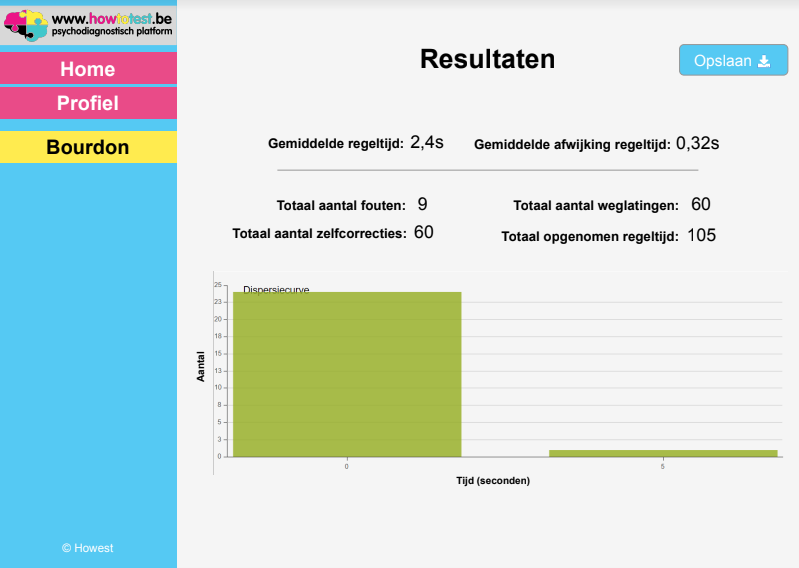 www.howtotest.be
psychodiagnostisch platform
Home
Profiel
Bourdon
© Howest
Resultaten
Opslaan
Gemiddelde regeltijd: 2,4s
Gemiddelde afwijking regeltijd: 0,32s
Totaal aantal fouten: 9
Totaal aantal weglatingen: 60
Totaal aantal zelfcorrecties: 60
Totaal opgenomen regeltijd: 105
Dispersiecurve
Aantal
25
23
20
18
15
13
10
8
5
3
0
0
5
Tijd (seconden)